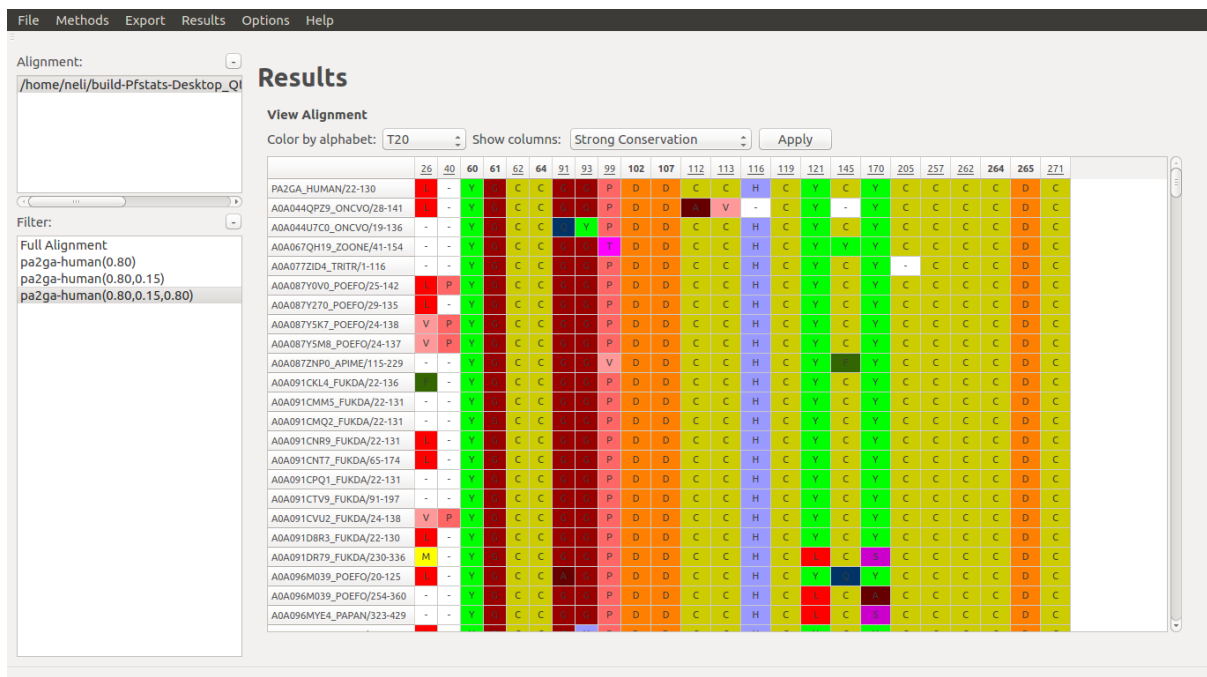 File Methods Export Results Options Help
Alignment: -
/home/neli/build-Pfstats-Desktop_Qt
Filter: -
Full Alignment
pa2ga-human(0.80)
pa2ga-human(0.80,0.15)
pa2ga-human(0.80,0.15,0.80)
Results
View Alignment
Color by alphabet: T20 Show columns: Strong Conservation Apply
26 40 60 61 62 64 91 93 99 102 107 112 113 116 119 121 145 170 205 257 262 264 265 271
PA2GA_HUMAN/22-130 L - Y G C C G G P D D C C H C Y C Y C C C C D C
A0A044QPZ9_ONCVO/28-141 L - Y G C C G G P D D A V - C Y - Y C C C C D C
A0A044U7C0_ONCVO/19-136 - - Y G C C Q Y P D D C C H C Y C Y C C C C D C
A0A067QH19_ZOONE/41-154 - - Y G C C G G T D D C C H C Y Y Y C C C C D C
A0A077ZID4_TRITR/1-116 - - Y G C C G G P D D C C H C Y C Y - C C C D C
A0A087Y0V0_POEFO/25-142 L P Y G C C G G P D D C C H C Y C Y C C C C D C
A0A087Y270_POEFO/29-135 L - Y G C C G G P D D C C H C Y C Y C C C C D C
A0A087Y5K7_POEFO/24-138 V P Y G C C G G P D D C C H C Y C Y C C C C D C
A0A087Y5M8_POEFO/24-137 V P Y G C C G G P D D C C H C Y C Y C C C C D C
A0A087ZNP0_APIME/115-229 - - Y G C C G G V D D C C H C Y F Y C C C C D C
A0A091CKL4_FUKDA/22-136 F - Y G C C G G P D D C C H C Y C Y C C C C D C
A0A091CMM5_FUKDA/22-131 - - Y G C C G G P D D C C H C Y C Y C C C C D C
A0A091CMQ2_FUKDA/22-131 - - Y G C C G G P D D C C H C Y C Y C C C C D C
A0A091CNR9_FUKDA/22-131 L - Y G C C G G P D D C C H C Y C Y C C C C D C
A0A091CNT7_FUKDA/65-174 L - Y G C C G G P D D C C H C Y C Y C C C C D C
A0A091CPQ1_FUKDA/22-131 - - Y G C C G G P D D C C H C Y C Y C C C C D C
A0A091CTV9_FUKDA/91-197 - - Y G C C G G P D D C C H C Y C Y C C C C D C
A0A091CVU2_FUKDA/24-138 V P Y G C C G G P D D C C H C Y C Y C C C C D C
A0A091D8R3_FUKDA/22-130 L - Y G C C G G P D D C C H C Y C Y C C C C D C
A0A091DR79_FUKDA/230-336 M - Y G C C G G P D D C C H C L C S C C C C D C
A0A096M039_POEFO/20-125 L - Y G C C A G P D D C C H C Y Q Y C C C C D C
A0A096M039_POEFO/254-360 - - Y G C C G G P D D C C H C L C A C C C C D C
A0A096MYE4_PAPAN/323-429 - - Y G C C G G P D D C C H C L C S C C C C D C